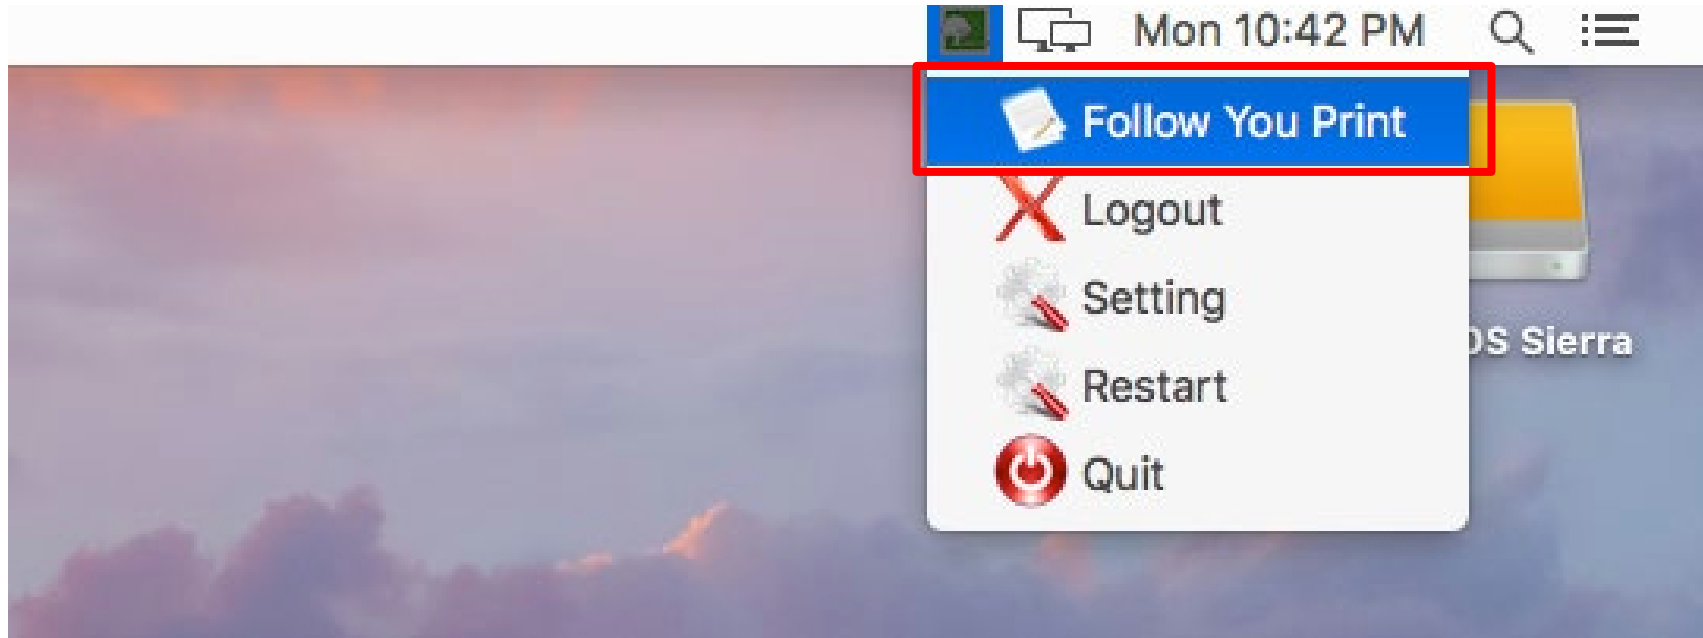 Mon 10:42 PM
Follow You Print
Logout
Setting
OS Sierra
Restart
Quit